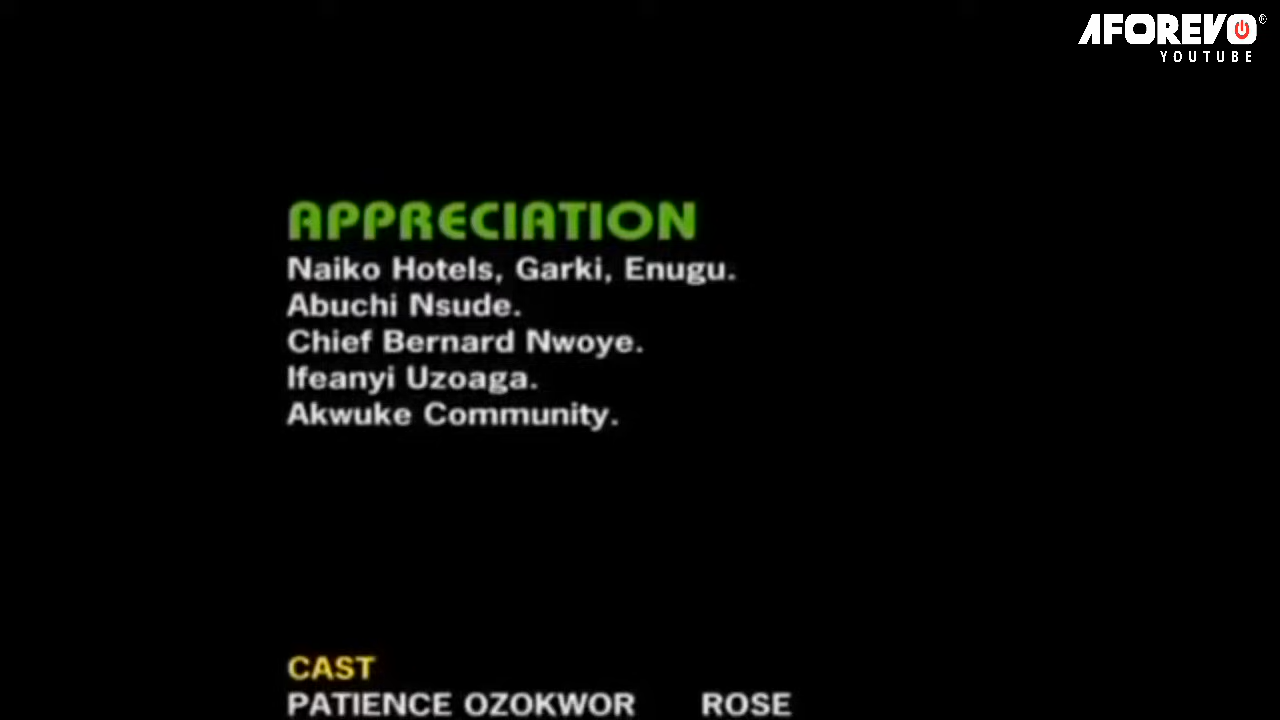 AFOREVO
YOUTUBE
APPRECIATION
Naiko Hotels, Garki, Enugu.
Abuchi Nsude.
Chief Bernard Nwoye.
Ifeanyi Uzoaga.
Akwuke Community.
CAST
PATIENCE OZOKWOR ROSE